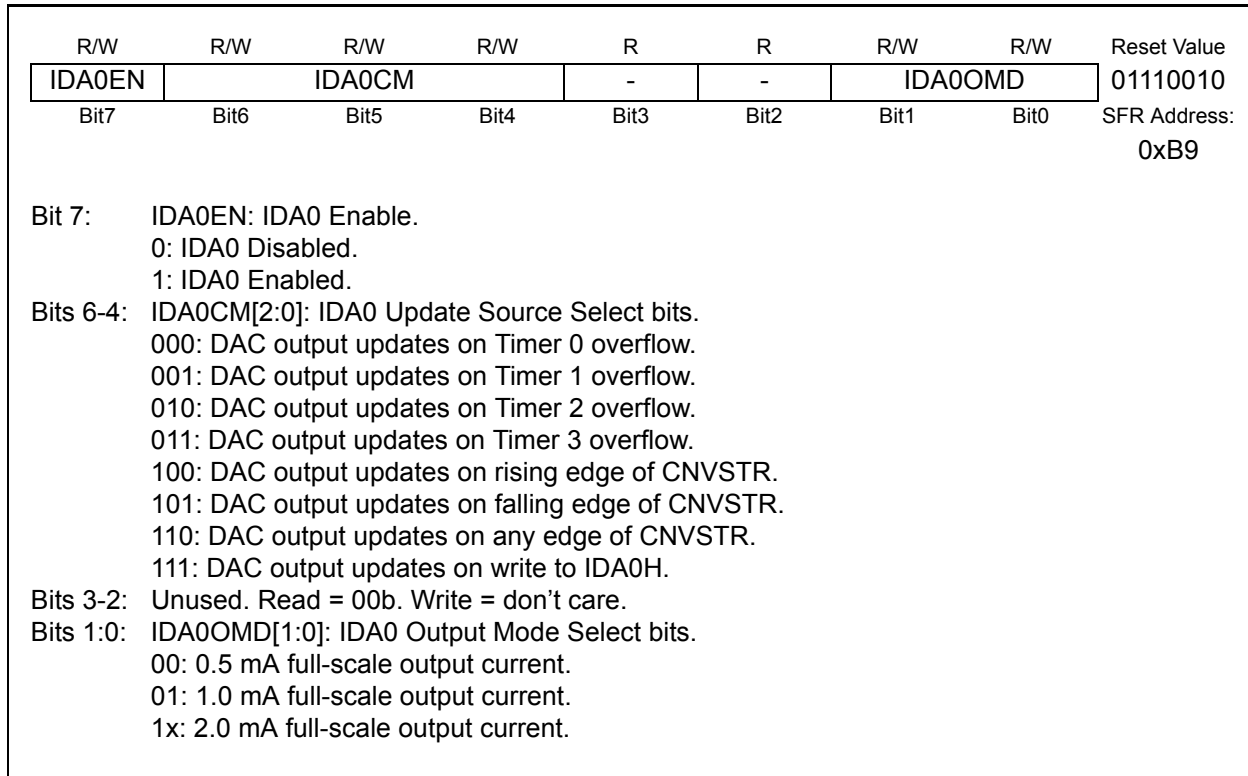 R/W R/W R/W R/W R R R/W R/W Reset Value
IDA0EN IDA0CM - - IDA0OMD 01110010
Bit7 Bit6 Bit5 Bit4 Bit3 Bit2 Bit1 Bit0 SFR Address:
0xB9
Bit 7: IDA0EN: IDA0 Enable.
0: IDA0 Disabled.
1: IDA0 Enabled.
Bits 6-4: IDA0CM[2:0]: IDA0 Update Source Select bits.
000: DAC output updates on Timer 0 overflow.
001: DAC output updates on Timer 1 overflow.
010: DAC output updates on Timer 2 overflow.
011: DAC output updates on Timer 3 overflow.
100: DAC output updates on rising edge of CNVSTR.
101: DAC output updates on falling edge of CNVSTR.
110: DAC output updates on any edge of CNVSTR.
111: DAC output updates on write to IDA0H.
Bits 3-2: Unused. Read = 00b. Write = don’t care.
Bits 1:0: IDA0OMD[1:0]: IDA0 Output Mode Select bits.
00: 0.5 mA full-scale output current.
01: 1.0 mA full-scale output current.
1x: 2.0 mA full-scale output current.